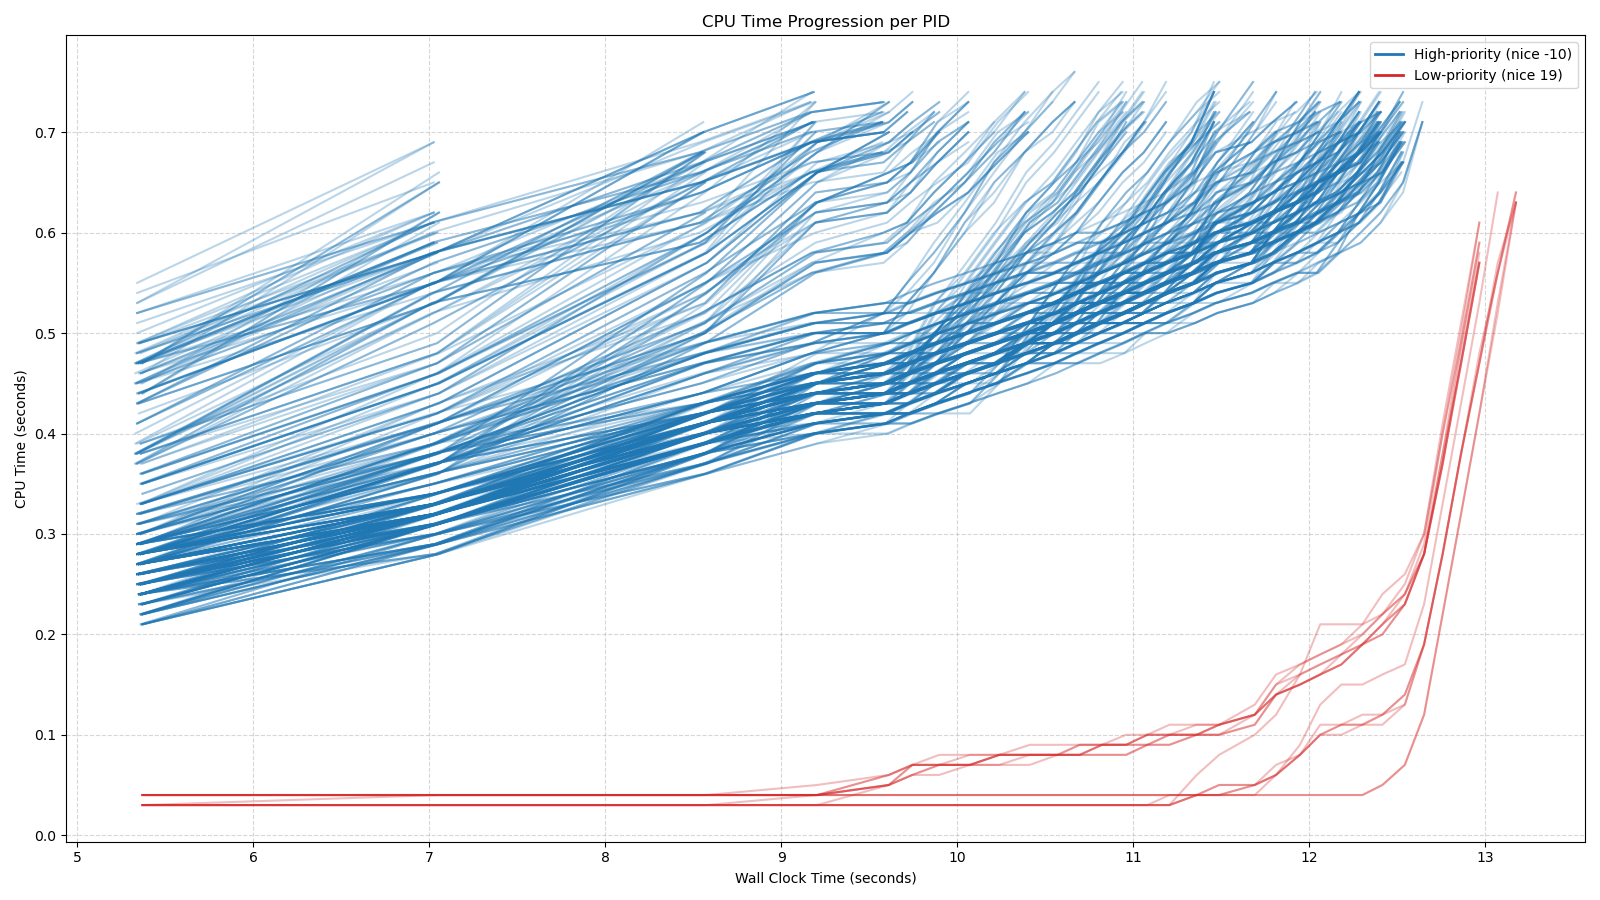 CPU Time Progression per PID
High-priority (nice -10)
Low-priority (nice 19)
CPU Time (seconds)
0.7
0.6
0.5
0.4
0.3
0.2
0.1
0.0
5 6 7 8 9 10 11 12 13
Wall Clock Time (seconds)